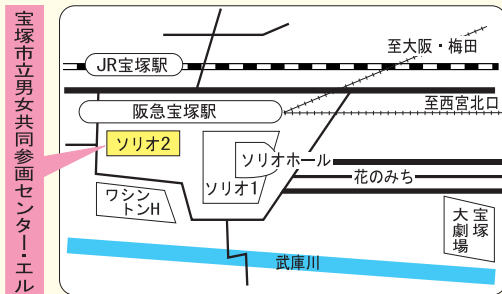 宝塚市立男女共同参画センター・エル
至大阪・梅田
JR宝塚駅
至西宮北口
阪急宝塚駅
ソリオ2
ソリオホール
ソリオ1
花のみち
ワシン
トンH
宝塚
大劇場
武庫川